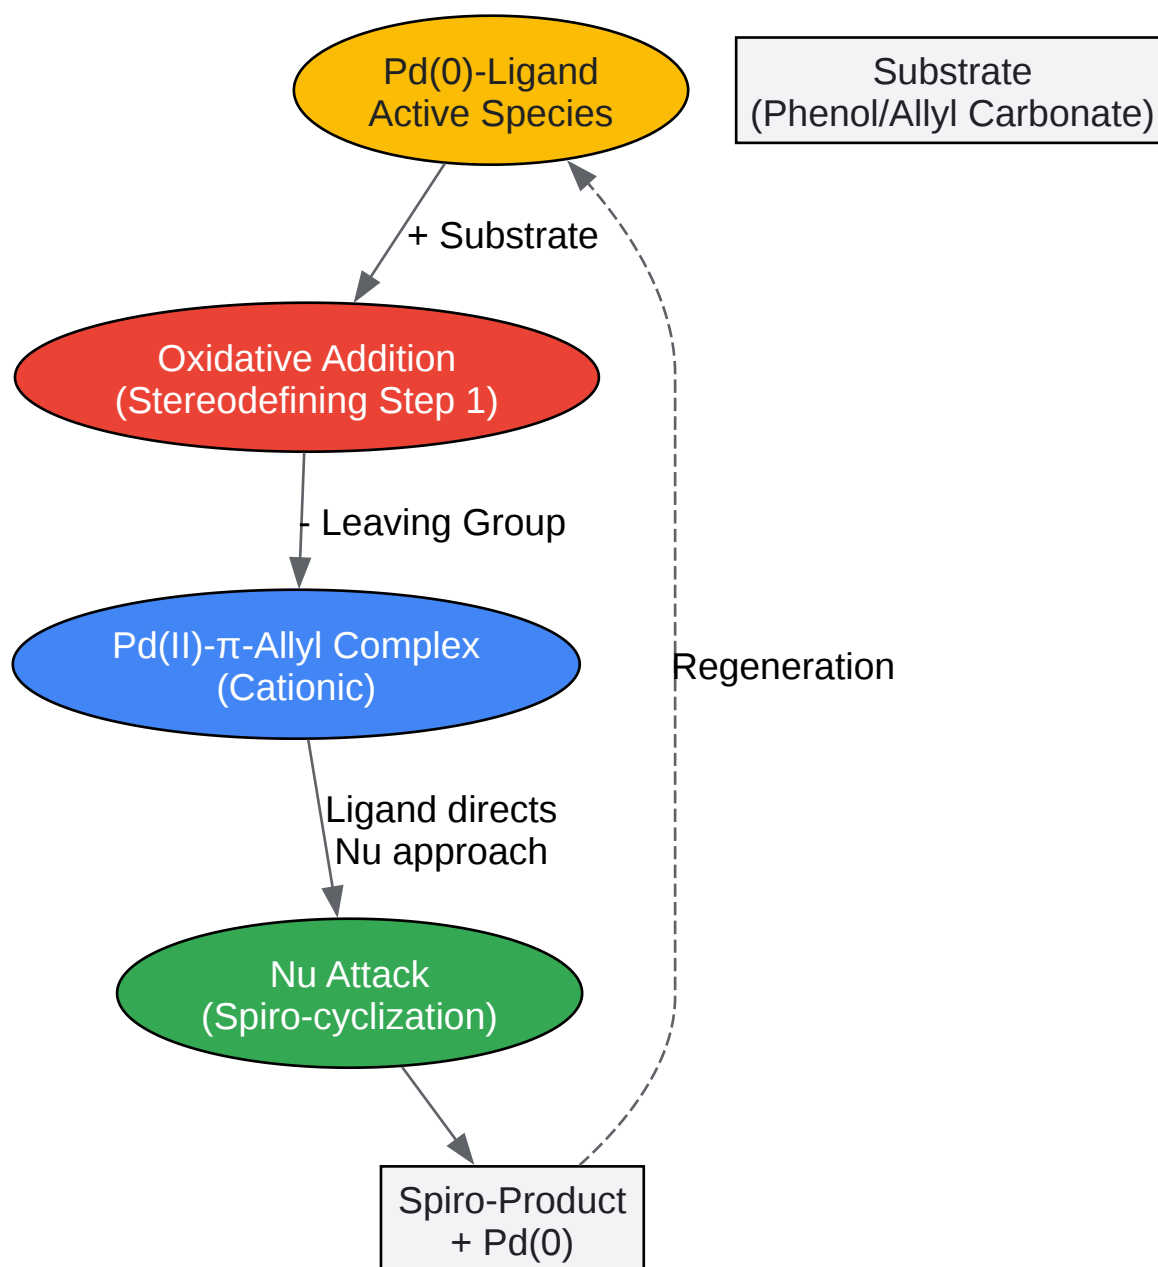 Pd(0)-Ligand
Active Species
Substrate
(Phenol/Allyl Carbonate)
+ Substrate
Oxidative Addition
(Stereodefining Step 1)
- Leaving Group
Pd(II)-π-Allyl Complex
(Cationic)
Regeneration
Ligand directs
Nu approach
Nu Attack
(Spiro-cyclization)
Spiro-Product
+ Pd(0)